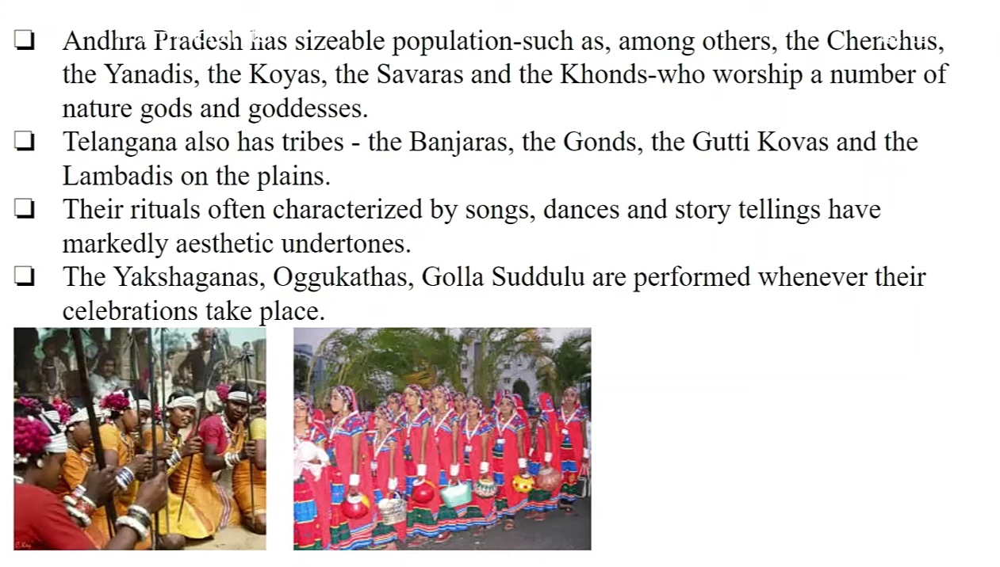 ❏ Andhra Pradesh has sizeable population-such as, among others, the Chenchus,
the Yanadis, the Koyas, the Savaras and the Khonds-who worship a number of
nature gods and goddesses.
❏ Telangana also has tribes - the Banjaras, the Gonds, the Gutti Kovas and the
Lambadis on the plains.
❏ Their rituals often characterized by songs, dances and story tellings have
markedly aesthetic undertones.
❏ The Yakshaganas, Oggukathas, Golla Suddulu are performed whenever their
celebrations take place.